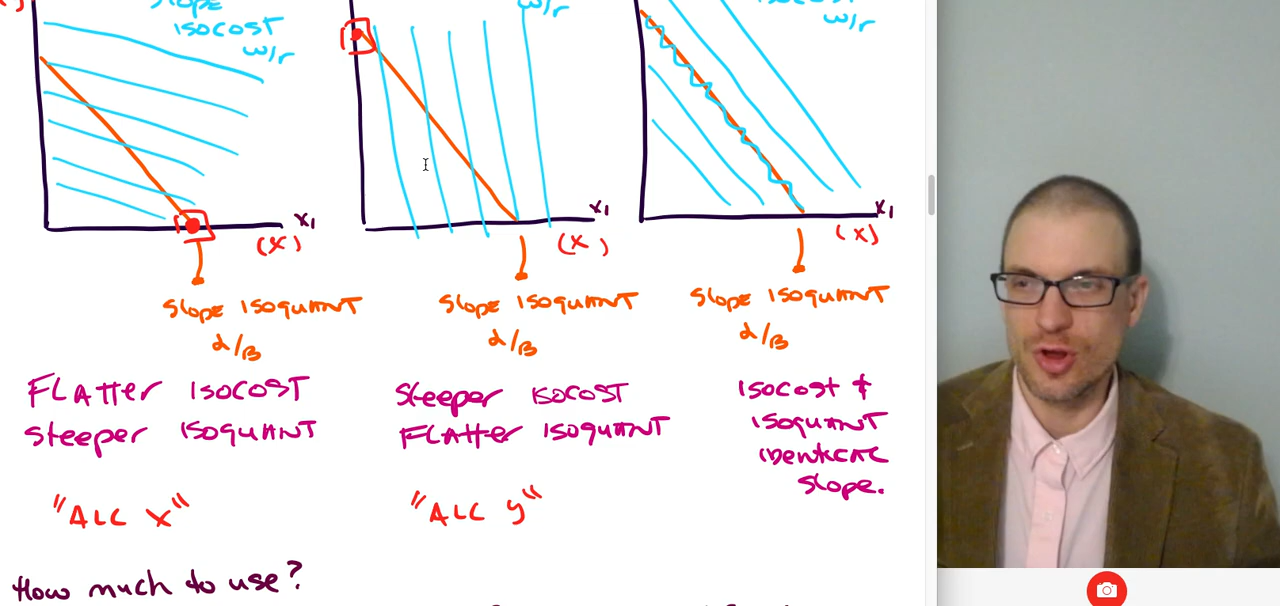 Slope
ISOCOST
w/r
w/r
w/r
x₁
(x)
x₁
(x)
x₁
(x)
Slope ISOQUANT
α/β
Slope ISOQUANT
α/β
Slope ISOQUANT
α/β
FLATTER ISOCOST
Steeper ISOQUANT
Steeper ISOCOST
FLATTER ISOQUANT
ISOCOST &
ISOQUANT
IDENTICAL
Slope.
"ALL x"
"ALL y"
How much to use?